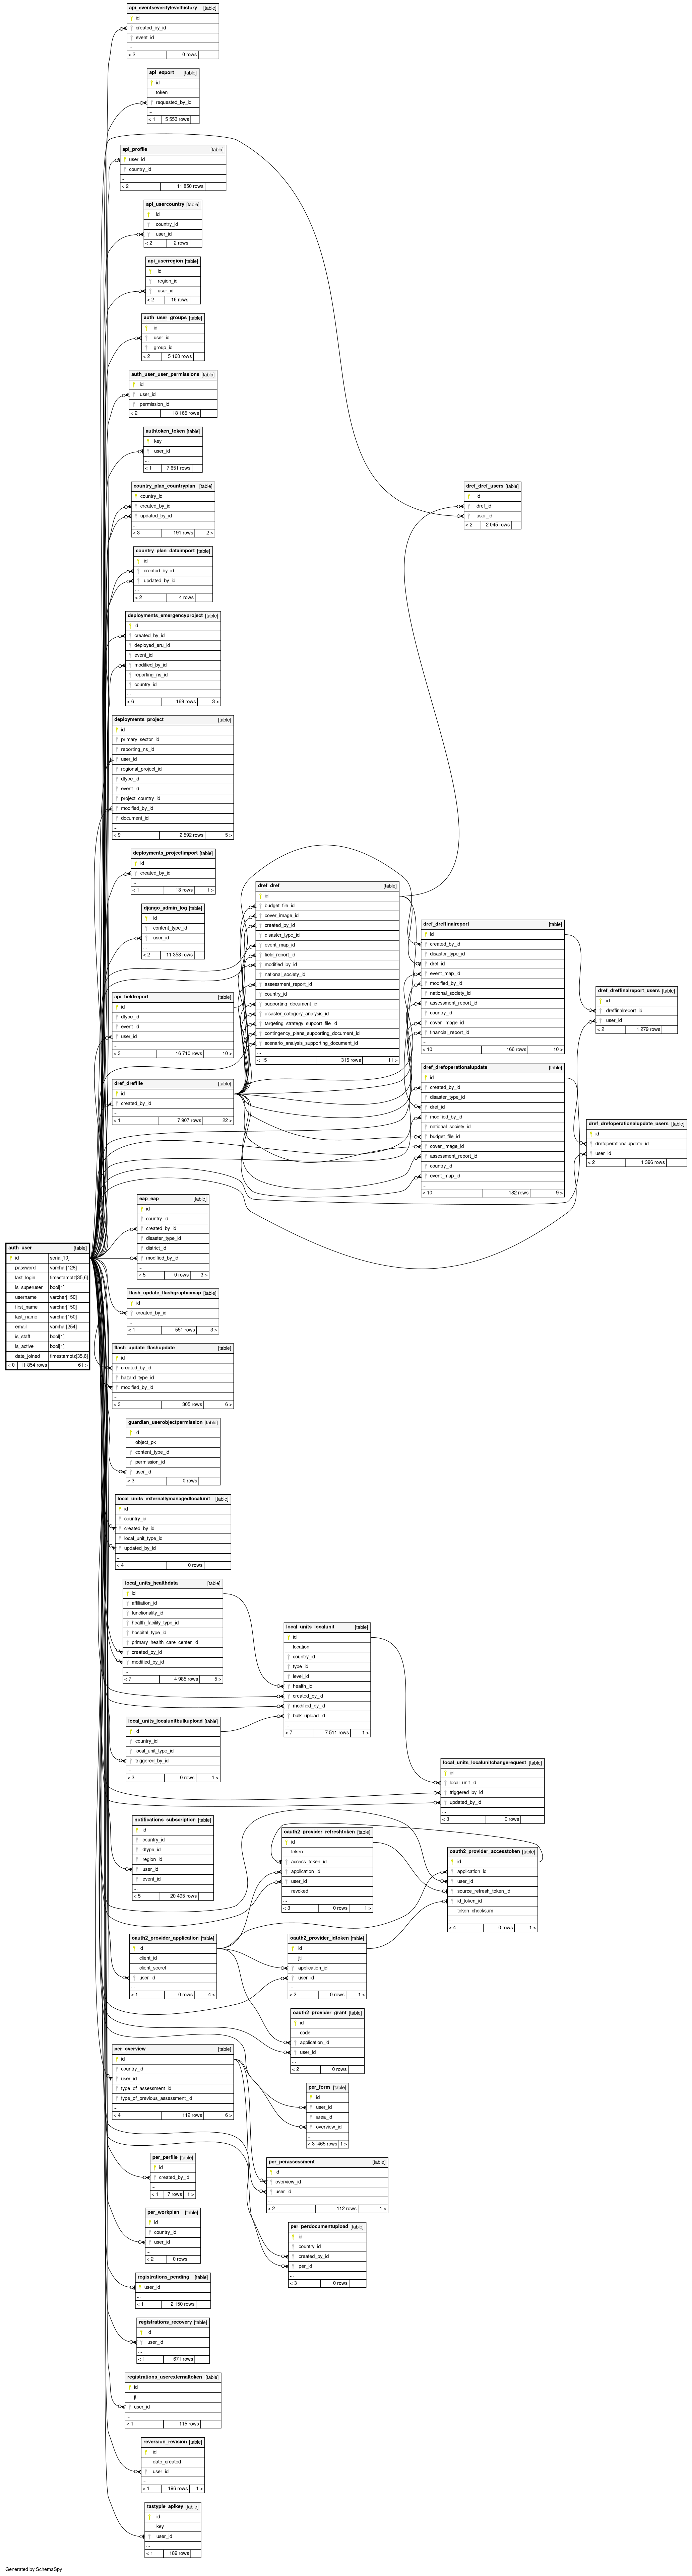 api_eventseveritylevelhistory [table]
id
created_by_id
event_id
...
< 2 0 rows
api_export [table]
id
token
requested_by_id
...
< 1 5 553 rows
api_profile [table]
user_id
country_id
...
< 2 11 850 rows
api_usercountry [table]
id
country_id
user_id
< 2 2 rows
api_userregion [table]
id
region_id
user_id
< 2 16 rows
auth_user_groups [table]
id
user_id
group_id
< 2 5 160 rows
auth_user_user_permissions [table]
id
user_id
permission_id
< 2 18 165 rows
authtoken_token [table]
key
user_id
...
< 1 7 651 rows
country_plan_countryplan [table]
country_id
created_by_id
updated_by_id
...
< 3 191 rows 2 >
dref_dref_users [table]
id
dref_id
user_id
< 2 2 045 rows
country_plan_dataimport [table]
id
created_by_id
updated_by_id
...
< 2 4 rows
deployments_emergencyproject [table]
id
created_by_id
deployed_eru_id
event_id
modified_by_id
reporting_ns_id
country_id
...
< 6 169 rows 3 >
deployments_project [table]
id
primary_sector_id
reporting_ns_id
user_id
regional_project_id
dtype_id
event_id
project_country_id
modified_by_id
document_id
...
< 9 2 592 rows 5 >
deployments_projectimport [table]
id
created_by_id
...
< 1 13 rows 1 >
django_admin_log [table]
id
content_type_id
user_id
...
< 2 11 358 rows
dref_dref [table]
id
budget_file_id
cover_image_id
created_by_id
disaster_type_id
event_map_id
field_report_id
modified_by_id
national_society_id
assessment_report_id
country_id
supporting_document_id
disaster_category_analysis_id
targeting_strategy_support_file_id
contingency_plans_supporting_document_id
scenario_analysis_supporting_document_id
...
< 15 315 rows 11 >
dref_dreffinalreport [table]
id
created_by_id
disaster_type_id
dref_id
event_map_id
modified_by_id
national_society_id
assessment_report_id
country_id
cover_image_id
financial_report_id
...
< 10 166 rows 10 >
dref_dreffinalreport_users [table]
id
dreffinalreport_id
user_id
< 2 1 279 rows
api_fieldreport [table]
id
dtype_id
event_id
user_id
...
< 3 16 710 rows 10 >
dref_dreffile [table]
id
created_by_id
...
< 1 7 907 rows 22 >
dref_drefoperationalupdate [table]
id
created_by_id
disaster_type_id
dref_id
modified_by_id
national_society_id
budget_file_id
cover_image_id
assessment_report_id
country_id
event_map_id
...
< 10 182 rows 9 >
dref_drefoperationalupdate_users [table]
id
drefoperationalupdate_id
user_id
< 2 1 396 rows
eap_eap [table]
id
country_id
created_by_id
disaster_type_id
district_id
modified_by_id
...
< 5 0 rows 3 >
auth_user [table]
id serial[10]
password varchar[128]
last_login timestamptz[35,6]
is_superuser bool[1]
username varchar[150]
first_name varchar[150]
last_name varchar[150]
email varchar[254]
is_staff bool[1]
is_active bool[1]
date_joined timestamptz[35,6]
< 0 11 854 rows 61 >
flash_update_flashgraphicmap [table]
id
created_by_id
...
< 1 551 rows 3 >
flash_update_flashupdate [table]
id
created_by_id
hazard_type_id
modified_by_id
...
< 3 305 rows 6 >
guardian_userobjectpermission [table]
id
object_pk
content_type_id
permission_id
user_id
< 3 0 rows
local_units_externallymanagedlocalunit [table]
id
country_id
created_by_id
local_unit_type_id
updated_by_id
...
< 4 0 rows
local_units_healthdata [table]
id
affiliation_id
functionality_id
health_facility_type_id
hospital_type_id
primary_health_care_center_id
created_by_id
modified_by_id
...
< 7 4 985 rows 5 >
local_units_localunit [table]
id
location
country_id
type_id
level_id
health_id
created_by_id
modified_by_id
bulk_upload_id
...
< 7 7 511 rows 1 >
local_units_localunitbulkupload [table]
id
country_id
local_unit_type_id
triggered_by_id
...
< 3 0 rows 1 >
local_units_localunitchangerequest [table]
id
local_unit_id
triggered_by_id
updated_by_id
...
< 3 0 rows
notifications_subscription [table]
id
country_id
dtype_id
region_id
user_id
event_id
...
< 5 20 495 rows
oauth2_provider_refreshtoken [table]
id
token
access_token_id
application_id
user_id
revoked
...
< 3 0 rows 1 >
oauth2_provider_accesstoken [table]
id
application_id
user_id
source_refresh_token_id
id_token_id
token_checksum
...
< 4 0 rows 1 >
oauth2_provider_application [table]
id
client_id
client_secret
user_id
...
< 1 0 rows 4 >
oauth2_provider_idtoken [table]
id
jti
application_id
user_id
...
< 2 0 rows 1 >
oauth2_provider_grant [table]
id
code
application_id
user_id
...
< 2 0 rows
per_overview [table]
id
country_id
user_id
type_of_assessment_id
type_of_previous_assessment_id
...
< 4 112 rows 6 >
per_form [table]
id
user_id
area_id
overview_id
...
< 3 465 rows 1 >
per_perfile [table]
id
created_by_id
...
< 1 7 rows 1 >
per_perassessment [table]
id
overview_id
user_id
...
< 2 112 rows 1 >
per_workplan [table]
id
country_id
user_id
...
< 2 0 rows
per_perdocumentupload [table]
id
country_id
created_by_id
per_id
...
< 3 0 rows
registrations_pending [table]
user_id
...
< 1 2 150 rows
registrations_recovery [table]
id
user_id
...
< 1 671 rows
registrations_userexternaltoken [table]
id
jti
user_id
...
< 1 115 rows
reversion_revision [table]
id
date_created
user_id
...
< 1 196 rows 1 >
tastypie_apikey [table]
id
key
user_id
...
< 1 189 rows
Generated by SchemaSpy